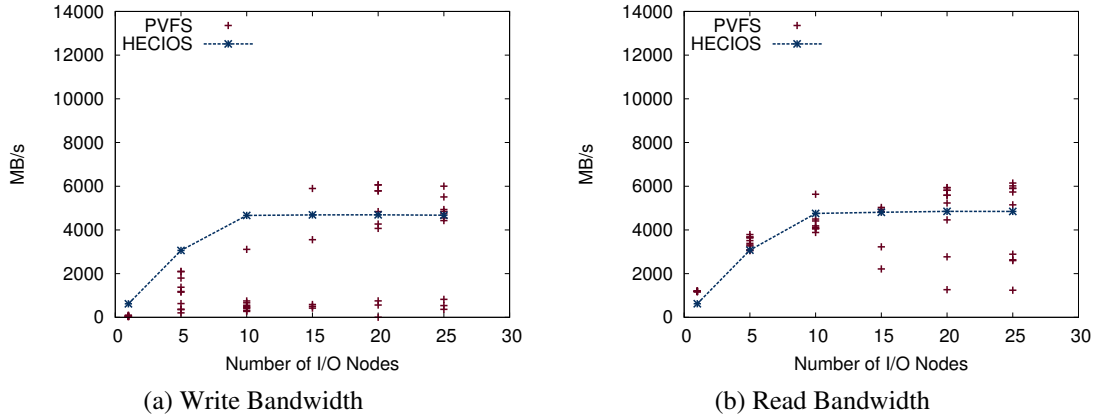 14000
12000
10000
8000
6000
4000
2000
0
MB/s
PVFS
HECIOS
0 5 10 15 20 25 30
Number of I/O Nodes
(a) Write Bandwidth
14000
12000
10000
8000
6000
4000
2000
0
MB/s
PVFS
HECIOS
0 5 10 15 20 25 30
Number of I/O Nodes
(b) Read Bandwidth